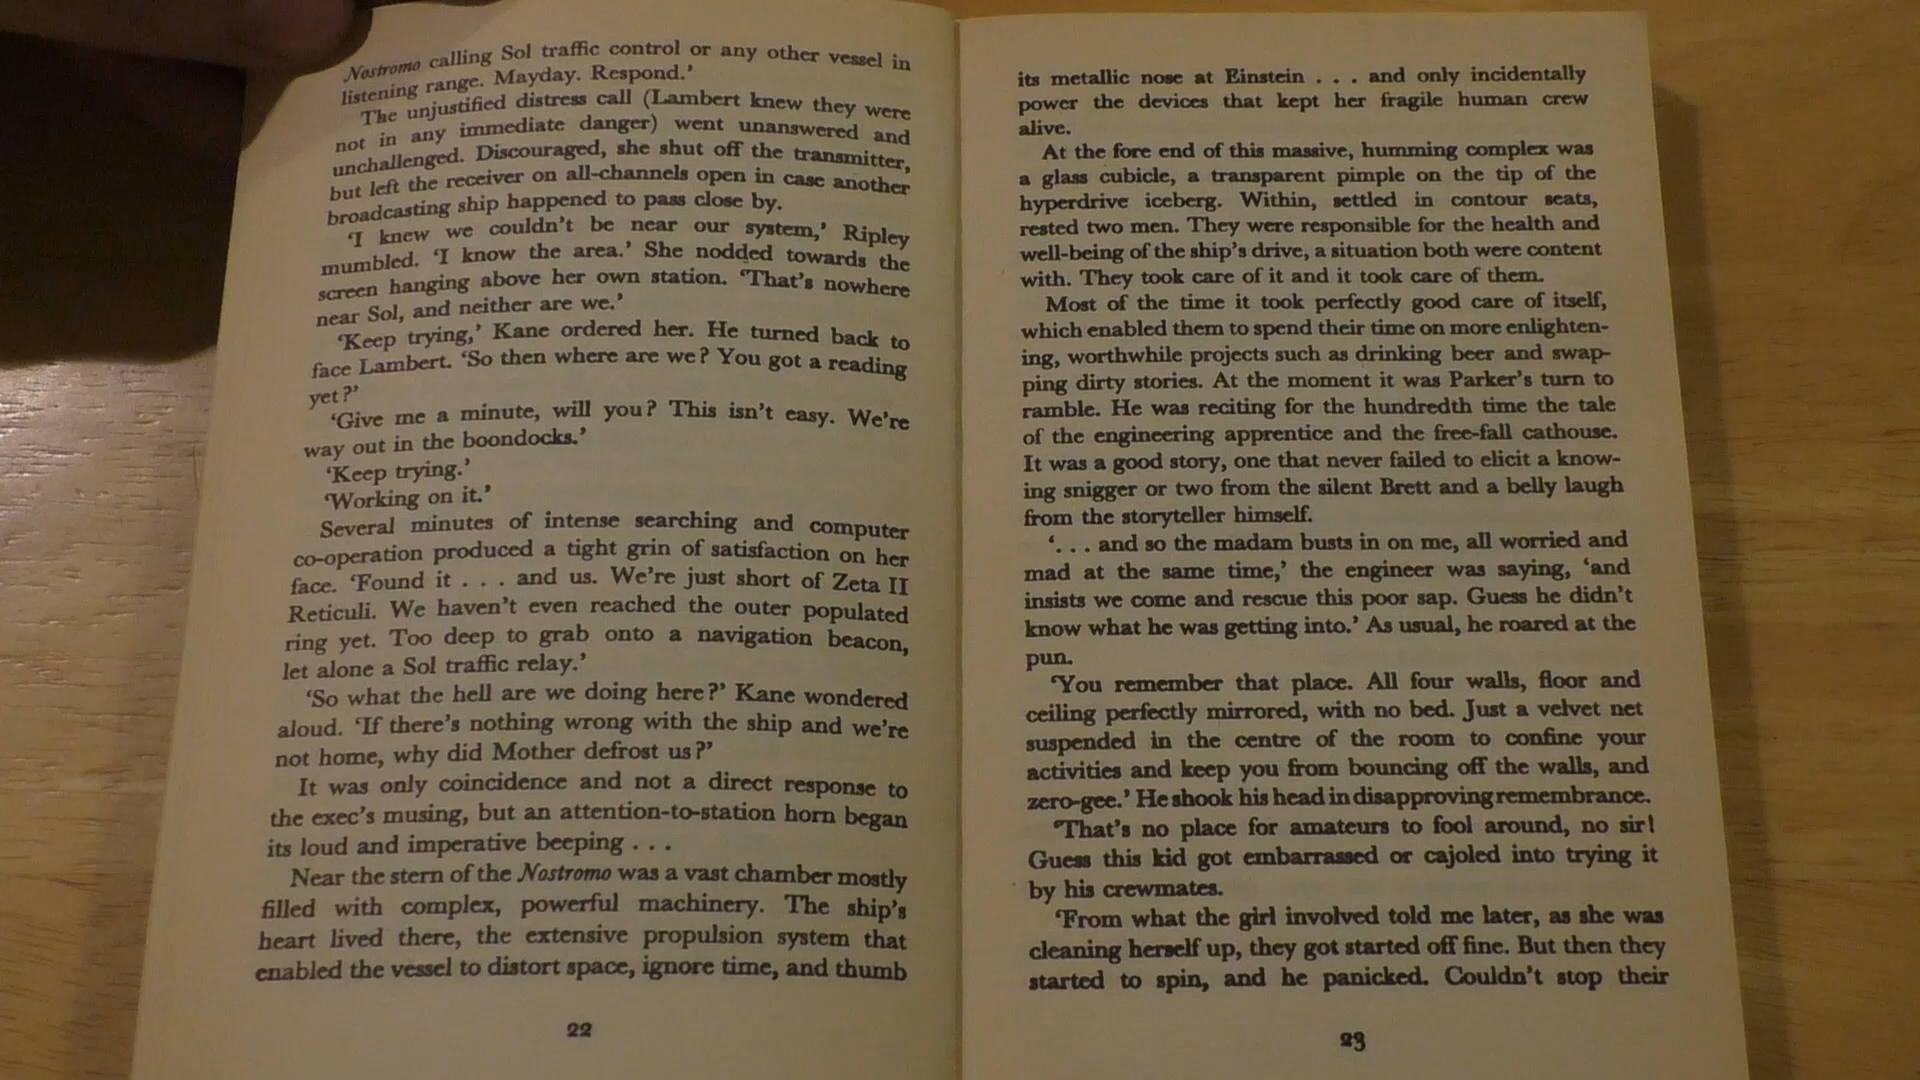 Nostromo calling Sol traffic control or any other vessel in
listening range. Mayday. Respond.’
The unjustified distress call (Lambert knew they were
not in any immediate danger) went unanswered and
unchallenged. Discouraged, she shut off the transmitter,
but left the receiver on all-channels open in case another
broadcasting ship happened to pass close by.
‘I knew we couldn’t be near our system,’ Ripley
mumbled. ‘I know the area.’ She nodded towards the
screen hanging above her own station. ‘That’s nowhere
near Sol, and neither are we.’
‘Keep trying,’ Kane ordered her. He turned back to
face Lambert. ‘So then where are we? You got a reading
yet?’
‘Give me a minute, will you? This isn’t easy. We’re
way out in the boondocks.’
‘Keep trying.’
‘Working on it.’
Several minutes of intense searching and computer
co-operation produced a tight grin of satisfaction on her
face. ‘Found it . . . and us. We’re just short of Zeta II
Reticuli. We haven’t even reached the outer populated
ring yet. Too deep to grab onto a navigation beacon,
let alone a Sol traffic relay.’
‘So what the hell are we doing here?’ Kane wondered
aloud. ‘If there’s nothing wrong with the ship and we’re
not home, why did Mother defrost us?’
It was only coincidence and not a direct response to
the exec’s musing, but an attention-to-station horn began
its loud and imperative beeping . . .
Near the stern of the Nostromo was a vast chamber mostly
filled with complex, powerful machinery. The ship’s
heart lived there, the extensive propulsion system that
enabled the vessel to distort space, ignore time, and thumb
22
its metallic nose at Einstein . . . and only incidentally
power the devices that kept her fragile human crew
alive.
At the fore end of this massive, humming complex was
a glass cubicle, a transparent pimple on the tip of the
hyperdrive iceberg. Within, settled in contour seats,
rested two men. They were responsible for the health and
well-being of the ship’s drive, a situation both were content
with. They took care of it and it took care of them.
Most of the time it took perfectly good care of itself,
which enabled them to spend their time on more enlighten-
ing, worthwhile projects such as drinking beer and swap-
ping dirty stories. At the moment it was Parker’s turn to
ramble. He was reciting for the hundredth time the tale
of the engineering apprentice and the free-fall cathouse.
It was a good story, one that never failed to elicit a know-
ing snigger or two from the silent Brett and a belly laugh
from the storyteller himself.
‘. . . and so the madam busts in on me, all worried and
mad at the same time,’ the engineer was saying, ‘and
insists we come and rescue this poor sap. Guess he didn’t
know what he was getting into.’ As usual, he roared at the
pun.
‘You remember that place. All four walls, floor and
ceiling perfectly mirrored, with no bed. Just a velvet net
suspended in the centre of the room to confine your
activities and keep you from bouncing off the walls, and
zero-gee.’ He shook his head in disapproving remembrance.
‘That’s no place for amateurs to fool around, no sir!
Guess this kid got embarrassed or cajoled into trying it
by his crewmates.
‘From what the girl involved told me later, as she was
cleaning herself up, they got started off fine. But then they
started to spin, and he panicked. Couldn’t stop their
23